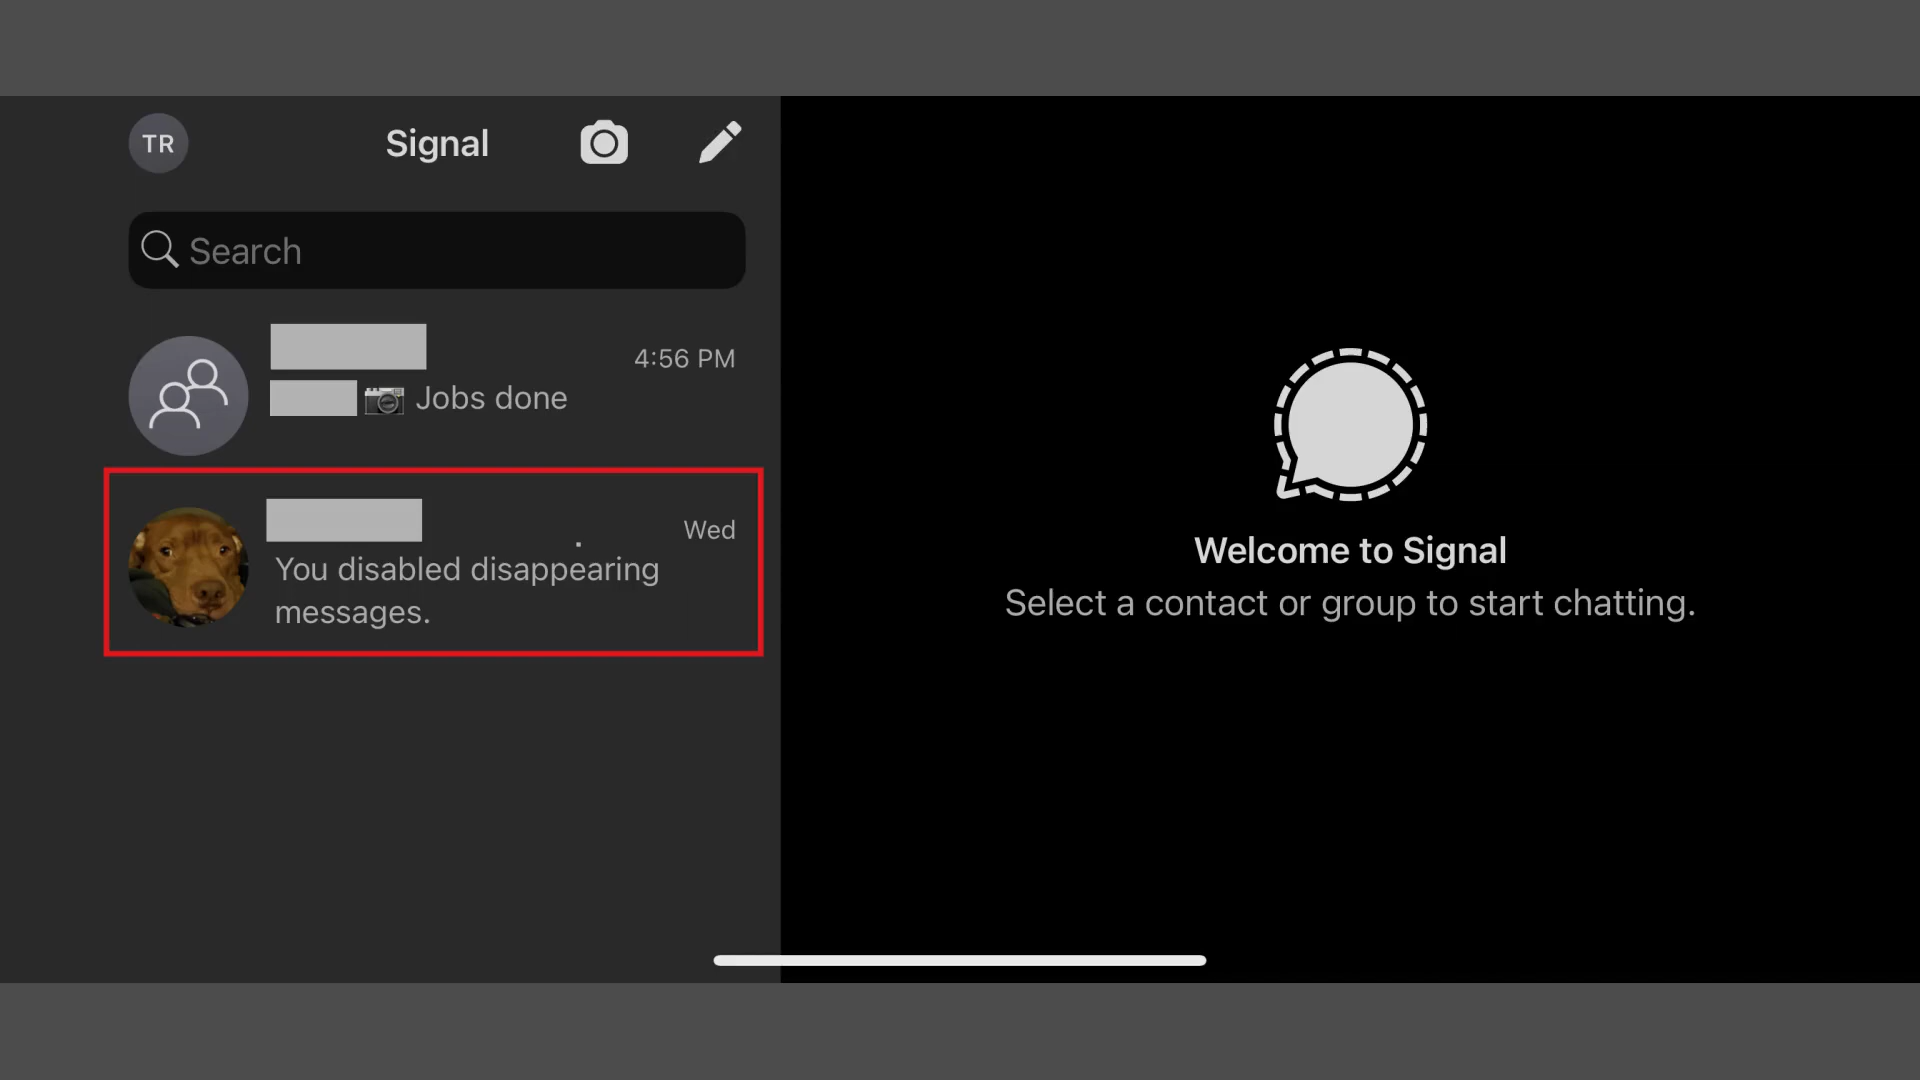 TR
Signal
Search
4:56 PM
Jobs done
Wed
You disabled disappearing
messages.
Welcome to Signal
Select a contact or group to start chatting.